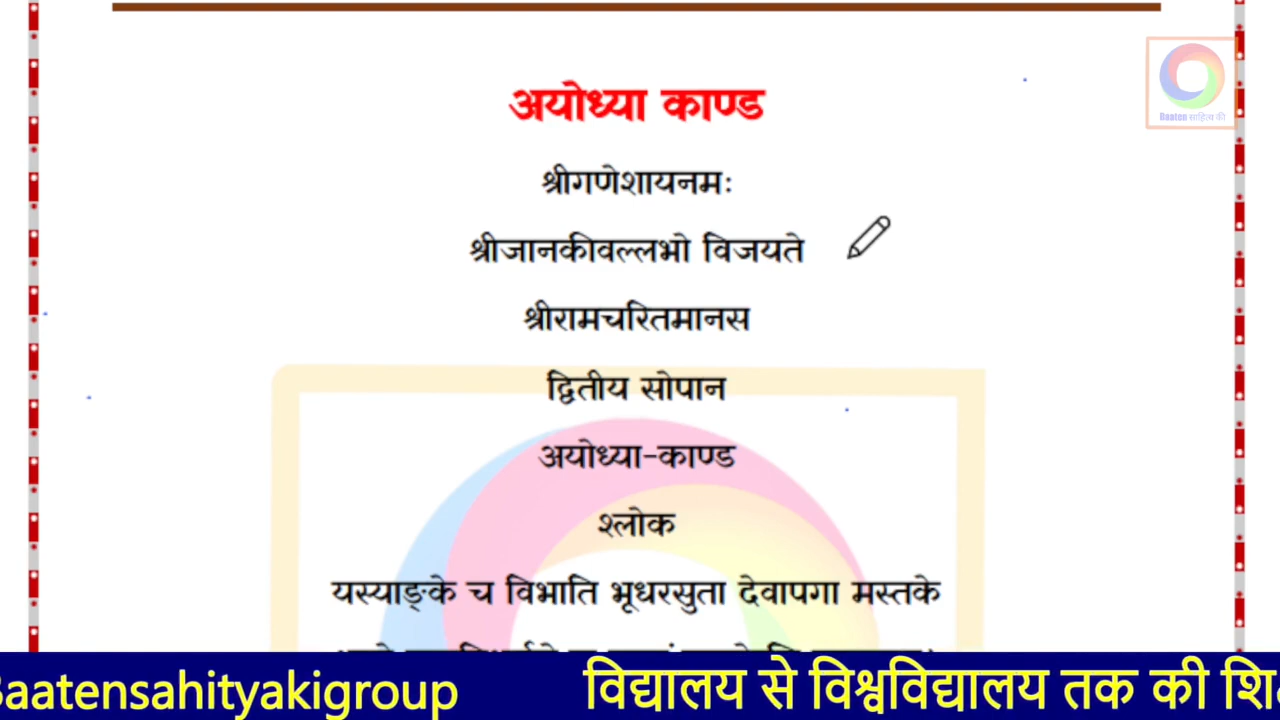 अयोध्या काण्ड
Baaten साहित्य की
श्रीगणेशायनमः
श्रीजानकीवल्लभो विजयते
श्रीरामचरितमानस
द्वितीय सोपान
अयोध्या-काण्ड
श्लोक
यस्याङ्के च विभाति भूधरसुता देवापगा मस्तके
Baatensahityakigroup विद्यालय से विश्वविद्यालय तक की